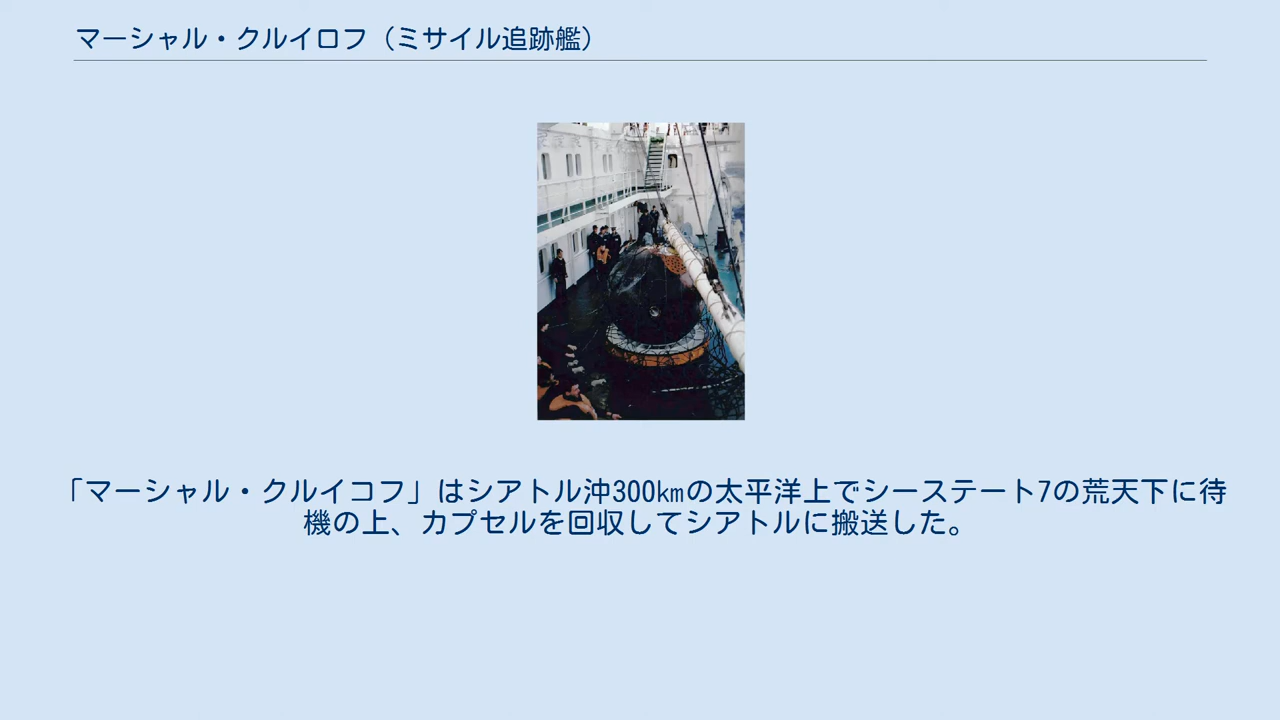 マーシャル・クルイロフ（ミサイル追跡艦）
「マーシャル・クルイコフ」はシアトル沖300kmの太平洋上でシーステート7の荒天下に待
機の上、カプセルを回収してシアトルに搬送した。